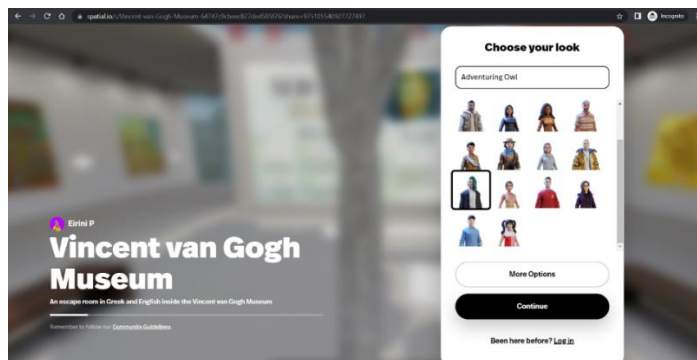 Incognito
Choose your look
Adventuring Owl
Eirini P
Vincent van Gogh
Museum
An escape room in Greek and English inside the Vincent van Gogh Museum
Remember to follow our Community Guidelines
More Options
Continue
Been here before? Log in